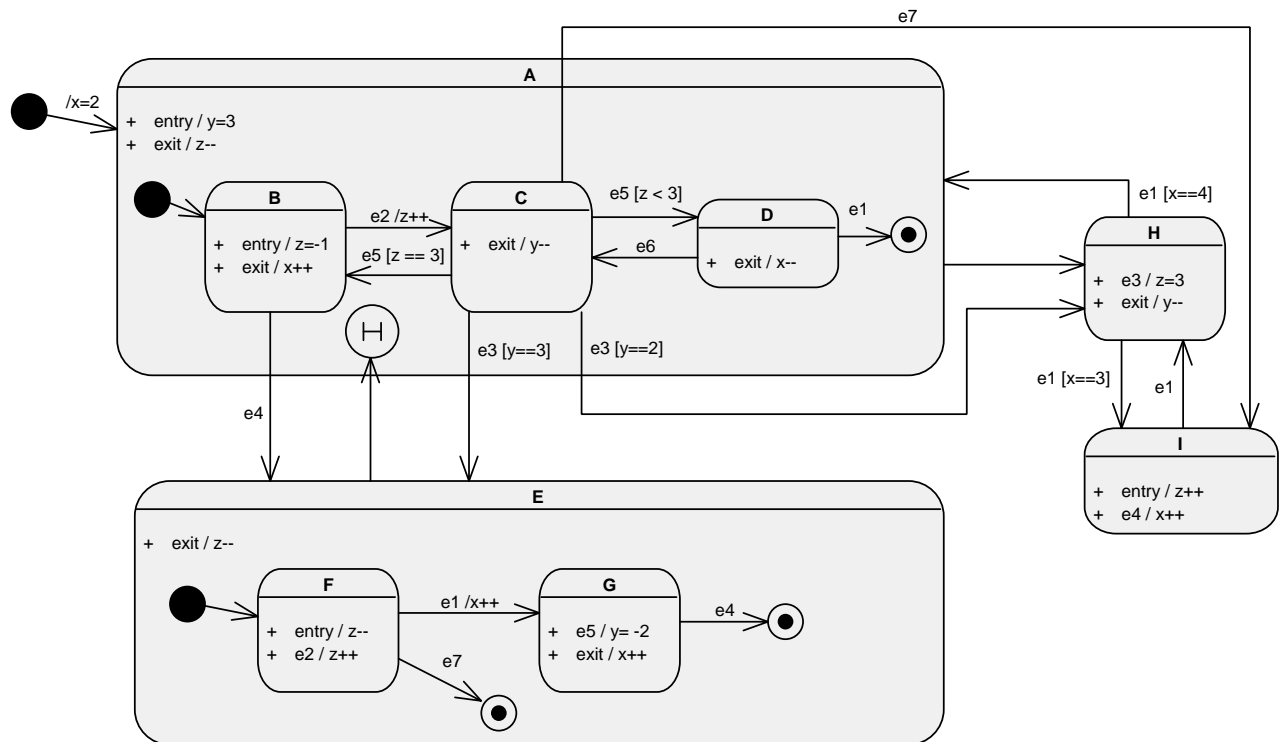 e7
A
/x=2
+ entry / y=3
+ exit / z--
B
+ entry / z=-1
+ exit / x++
e2 /z++
e5 [z == 3]
C
+ exit / y--
e5 [z < 3]
e6
D
+ exit / x--
e1
e1 [x==4]
H
+ e3 / z=3
+ exit / y--
H
e3 [y==3]
e3 [y==2]
e1 [x==3]
e1
e4
I
+ entry / z++
+ e4 / x++
E
+ exit / z--
F
+ entry / z--
+ e2 / z++
e1 /x++
e7
G
+ e5 / y= -2
+ exit / x++
e4